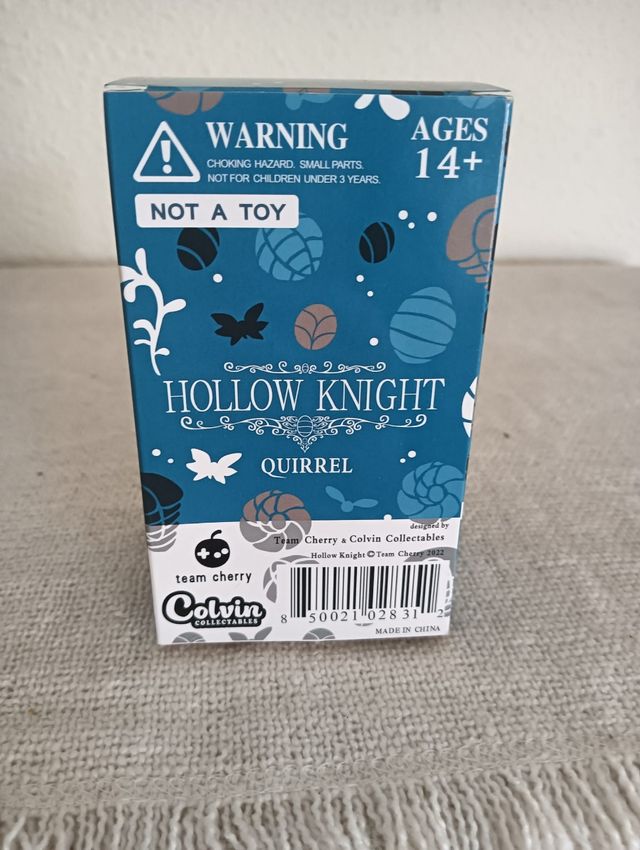 WARNING
CHOKING HAZARD. SMALL PARTS.
NOT FOR CHILDREN UNDER 3 YEARS.
AGES
14+
NOT A TOY
HOLLOW KNIGHT
QUIRREL
designed by
Team Cherry & Colvin Collectables
Hollow Knight © Team Cherry 2022
team cherry
Colvin
COLLECTABLES
8 50021 02831 2
MADE IN CHINA